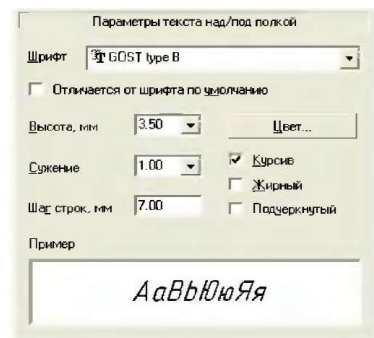 Параметры текста над/под полкой
Шрифт GOST type B
Отличается от шрифта по умолчанию
Высота, мм 3.50 Цвет...
Сужение 1.00 Курсив
Жирный
Шаг строк, мм 7.00 Подчеркнутый
Пример
АаВbЮюЯя